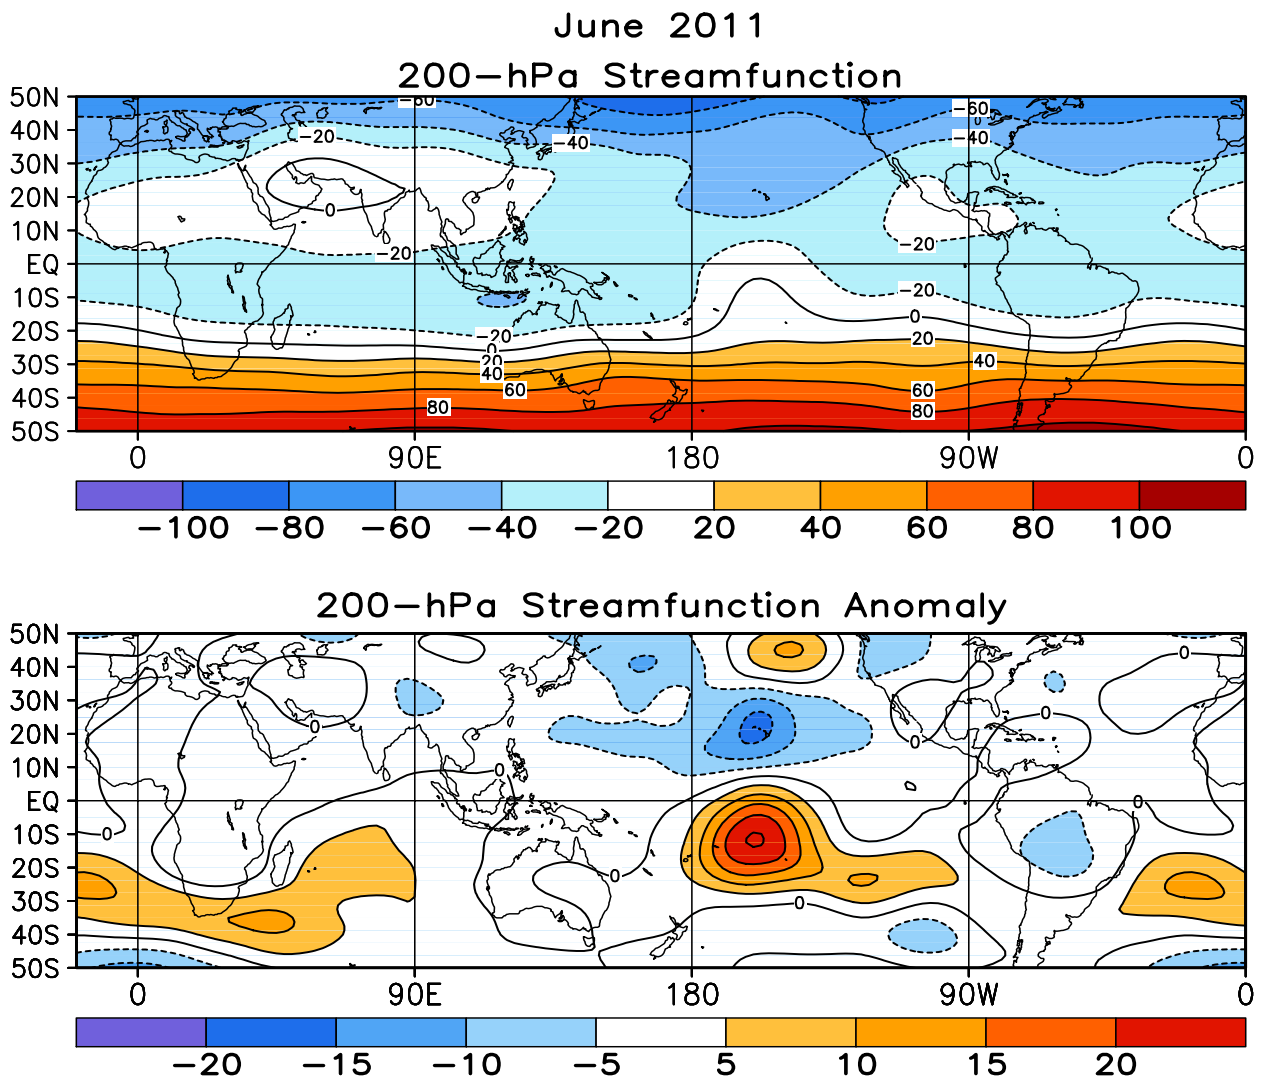 June 2011
200-hPa Streamfunction
50N
40N
30N
20N
10N
EQ
10S
20S
30S
40S
50S
-60
-60
-20
-40
-40
0
-20
-20
-20
0
-20
20
0
20
40
40
60
60
80
80
0 90E 180 90W 0
-100 -80 -60 -40 -20 20 40 60 80 100
200-hPa Streamfunction Anomaly
50N
40N
30N
20N
10N
EQ
10S
20S
30S
40S
50S
0
0
0
0
0
0
0
0
0
0 90E 180 90W 0
-20 -15 -10 -5 5 10 15 20